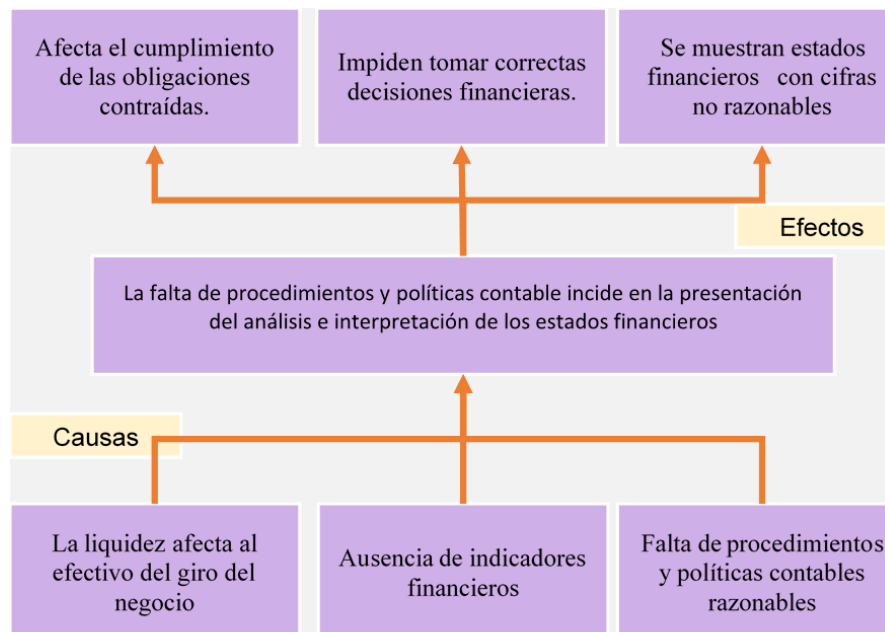 Afecta el cumplimiento
de las obligaciones
contraídas.
Impiden tomar correctas
decisiones financieras.
Se muestran estados
financieros con cifras
no razonables
Efectos
La falta de procedimientos y políticas contable incide en la presentación
del análisis e interpretación de los estados financieros
Causas
La liquidez afecta al
efectivo del giro del
negocio
Ausencia de indicadores
financieros
Falta de procedimientos
y políticas contables
razonables